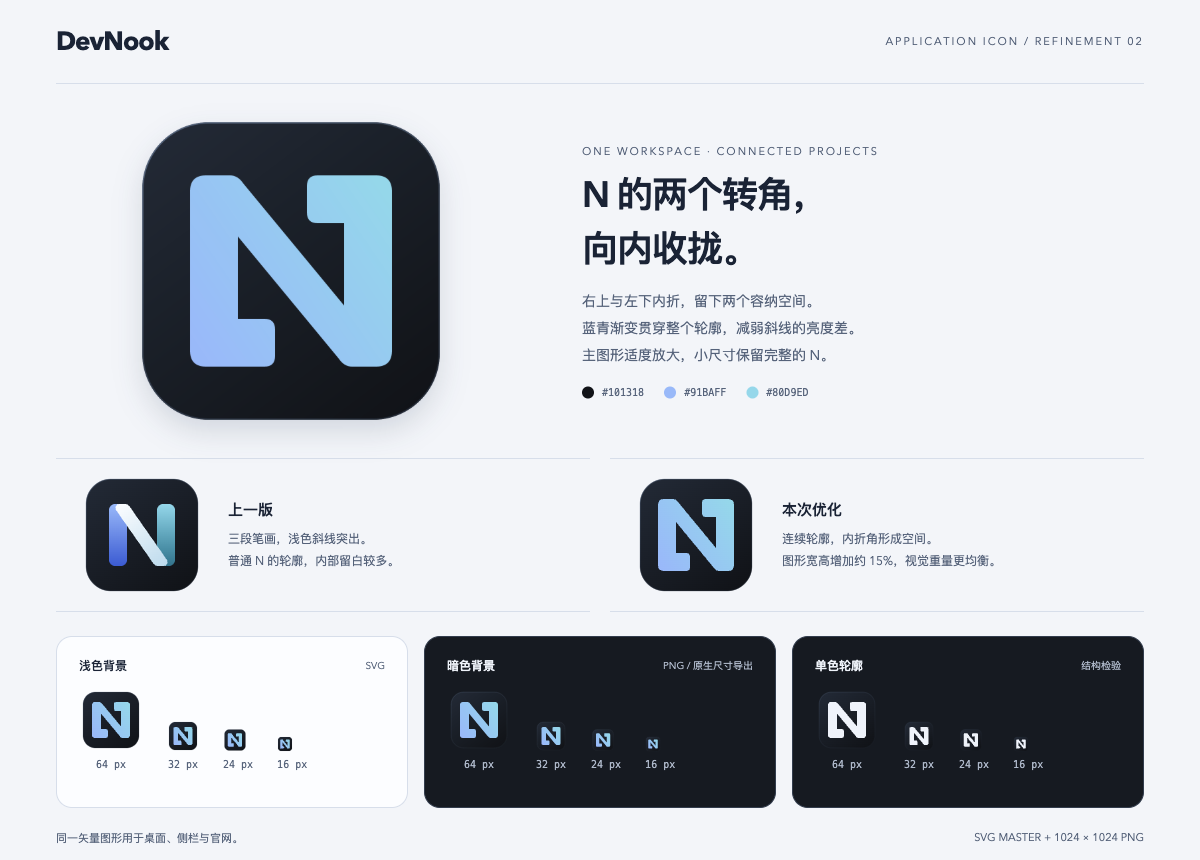 DevNook
APPLICATION ICON / REFINEMENT 02
ONE WORKSPACE · CONNECTED PROJECTS
N 的两个转角，
向内收拢。
右上与左下内折，留下两个容纳空间。
蓝青渐变贯穿整个轮廓，减弱斜线的亮度差。
主图形适度放大，小尺寸保留完整的 N。
#101318 #91BAFF #80D9ED
上一版
三段笔画，浅色斜线突出。
普通 N 的轮廓，内部留白较多。
本次优化
连续轮廓，内折角形成空间。
图形宽高增加约 15%，视觉重量更均衡。
浅色背景 SVG
64 px 32 px 24 px 16 px
暗色背景 PNG / 原生尺寸导出
64 px 32 px 24 px 16 px
单色轮廓 结构检验
64 px 32 px 24 px 16 px
同一矢量图形用于桌面、侧栏与官网。
SVG MASTER + 1024 × 1024 PNG